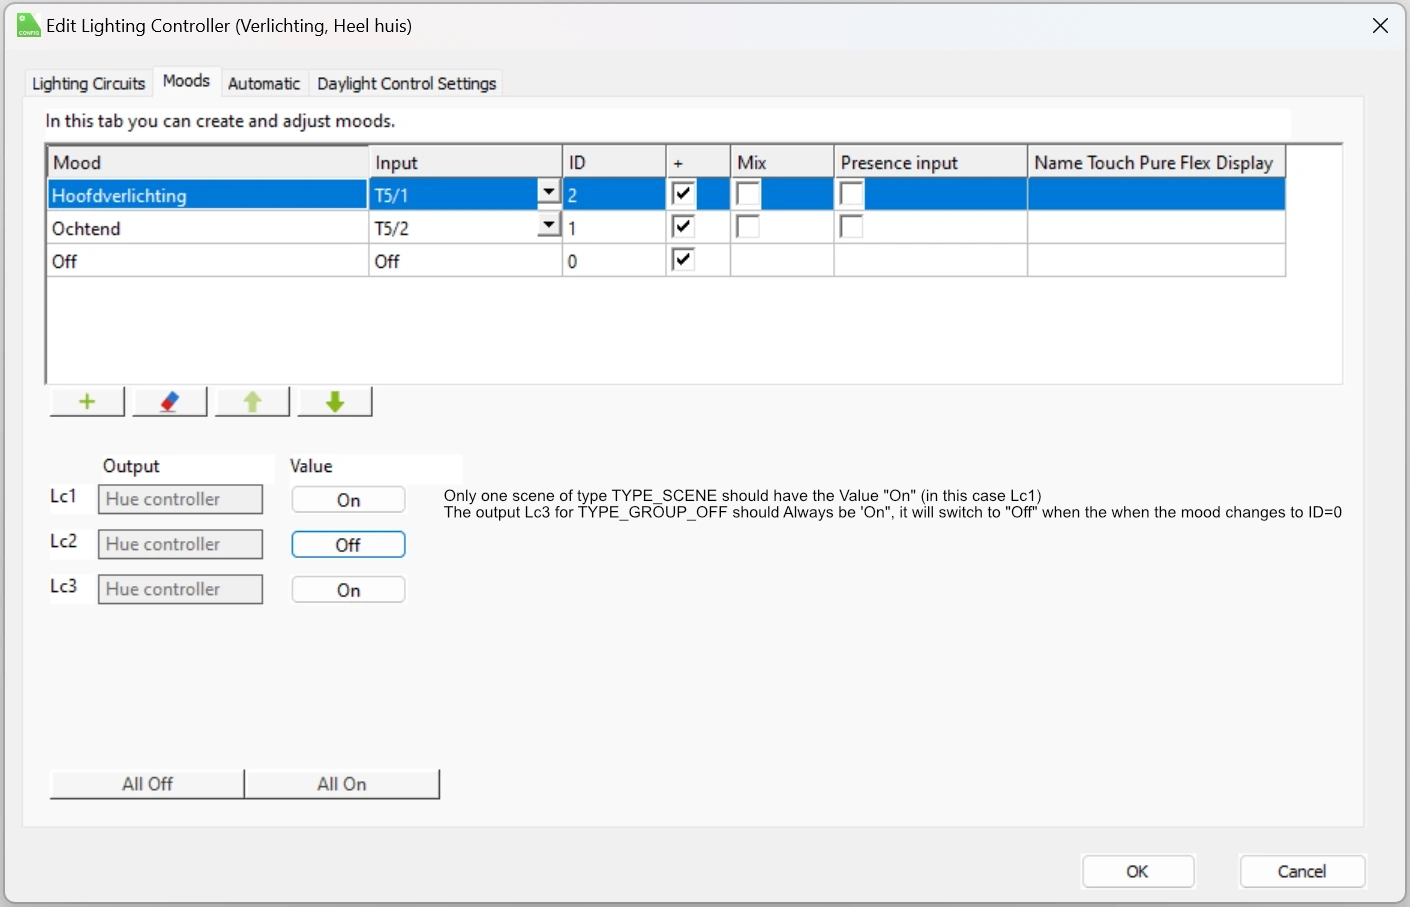 CONFIG Edit Lighting Controller (Verlichting, Heel huis)
Lighting Circuits Moods Automatic Daylight Control Settings
In this tab you can create and adjust moods.
Mood Input ID + Mix Presence input Name Touch Pure Flex Display
Hoofdverlichting T5/1 2
Ochtend T5/2 1
Off Off 0
Output Value
Lc1 Hue controller On Only one scene of type TYPE_SCENE should have the Value "On" (in this case Lc1)
The output Lc3 for TYPE_GROUP_OFF should Always be 'On", it will switch to "Off" when the when the mood changes to ID=0
Lc2 Hue controller Off
Lc3 Hue controller On
All Off All On
OK Cancel